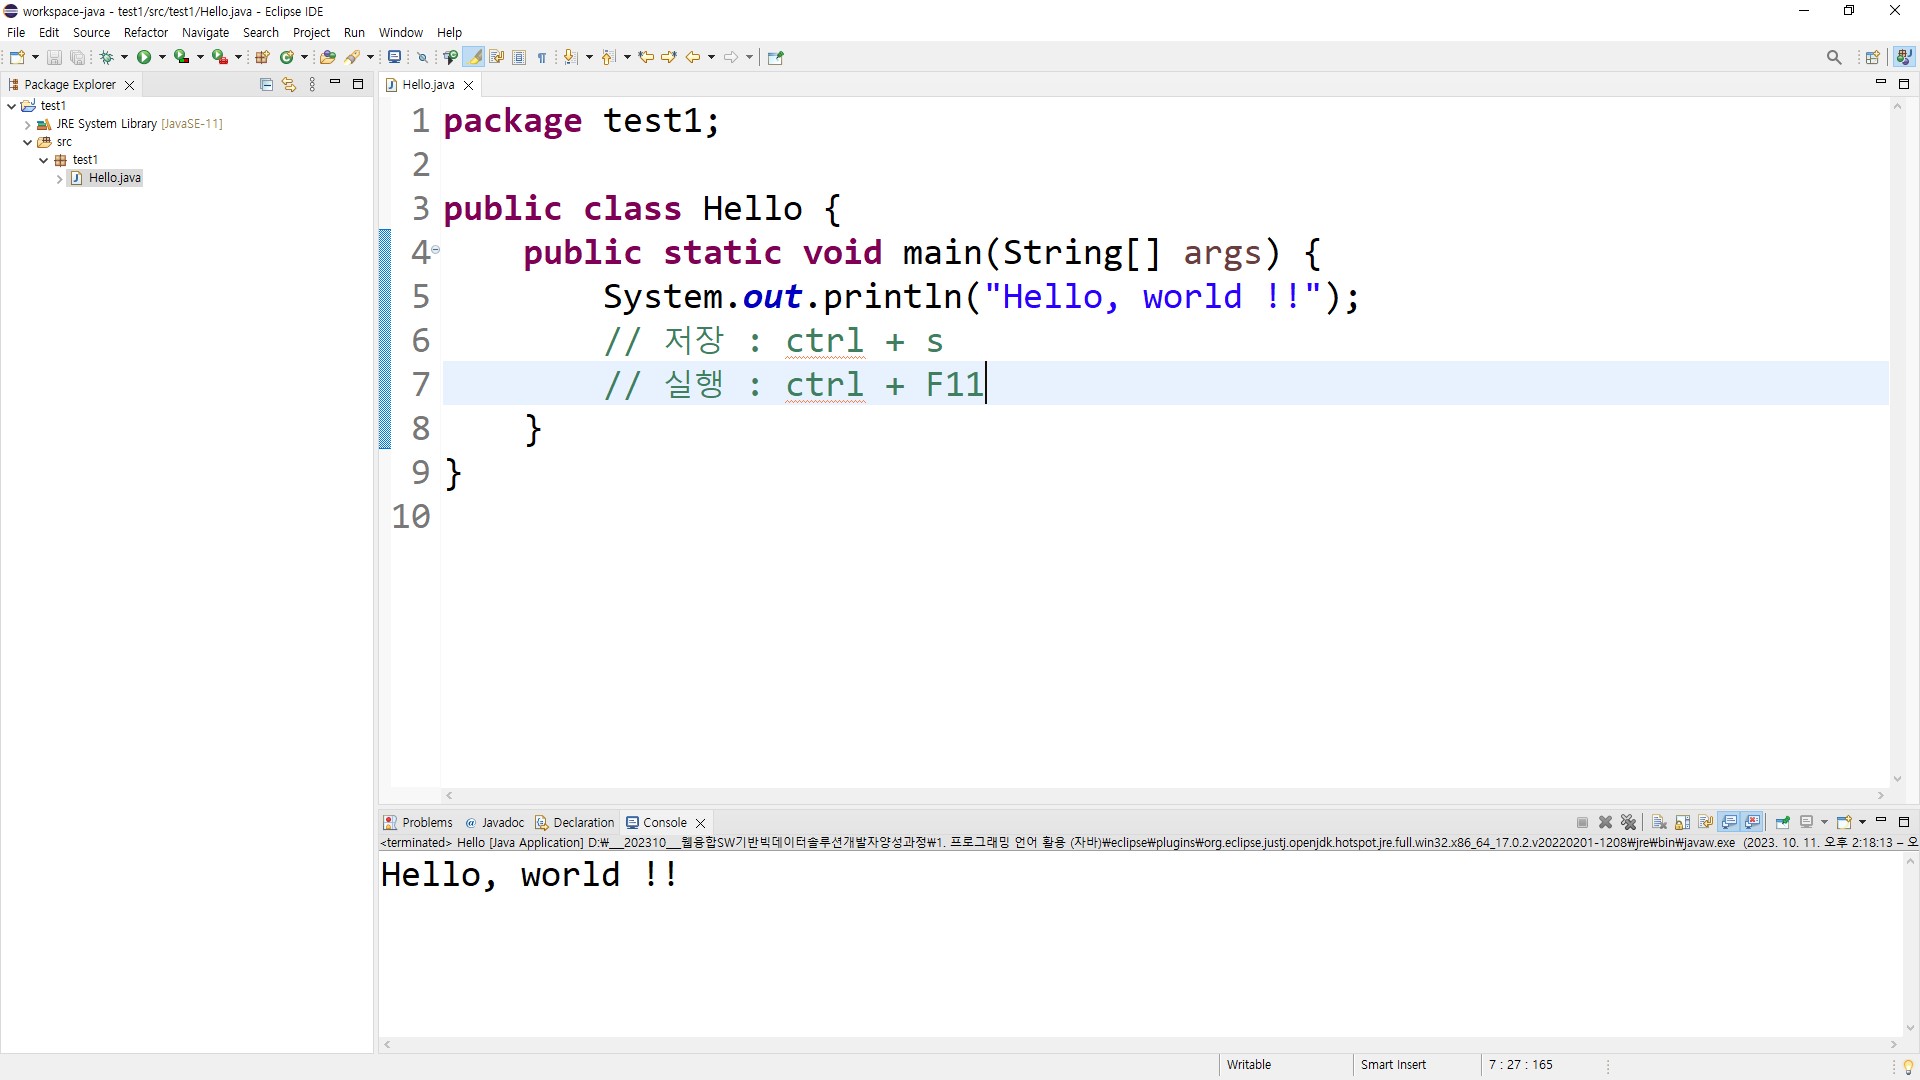 workspace-java - test1/src/test1/Hello.java - Eclipse IDE
File Edit Source Refactor Navigate Search Project Run Window Help
Package Explorer
Hello.java
test1
JRE System Library [JavaSE-11]
src
test1
Hello.java
1 package test1;
2
3 public class Hello {
4 public static void main(String[] args) {
5 System.out.println("Hello, world !!");
6 // 저장 : ctrl + s
7 // 실행 : ctrl + F11
8 }
9 }
10
Problems @ Javadoc Declaration Console
<terminated> Hello [Java Application] D:₩__202310__웹융합SW기반빅데이터솔루션개발자양성과정₩1. 프로그래밍 언어 활용 (자바)₩eclipse₩plugins₩org.eclipse.justj.openjdk.hotspot.jre.full.win32.x86_64_17.0.2.v20220201-1208₩jre₩bin₩javaw.exe (2023. 10. 11. 오후 2:18:13 – 오
Hello, world !!
Writable Smart Insert 7 : 27 : 165